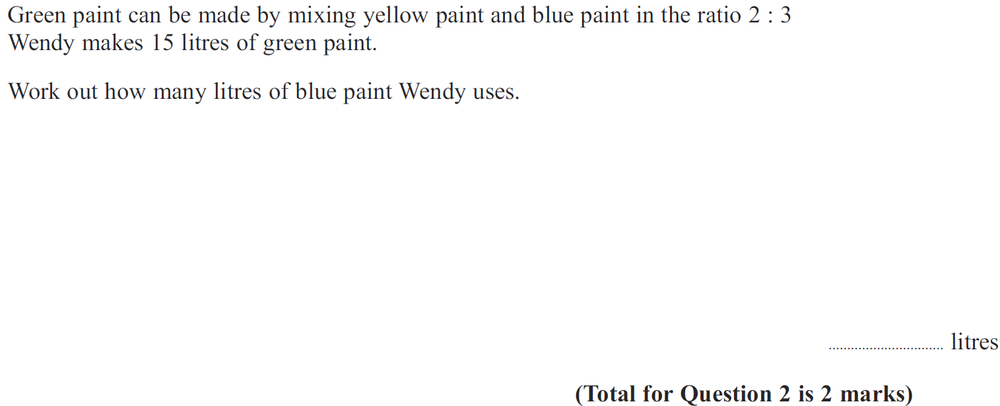 Green paint can be made by mixing yellow paint and blue paint in the ratio 2 : 3
Wendy makes 15 litres of green paint.
Work out how many litres of blue paint Wendy uses.
............................... litres
(Total for Question 2 is 2 marks)